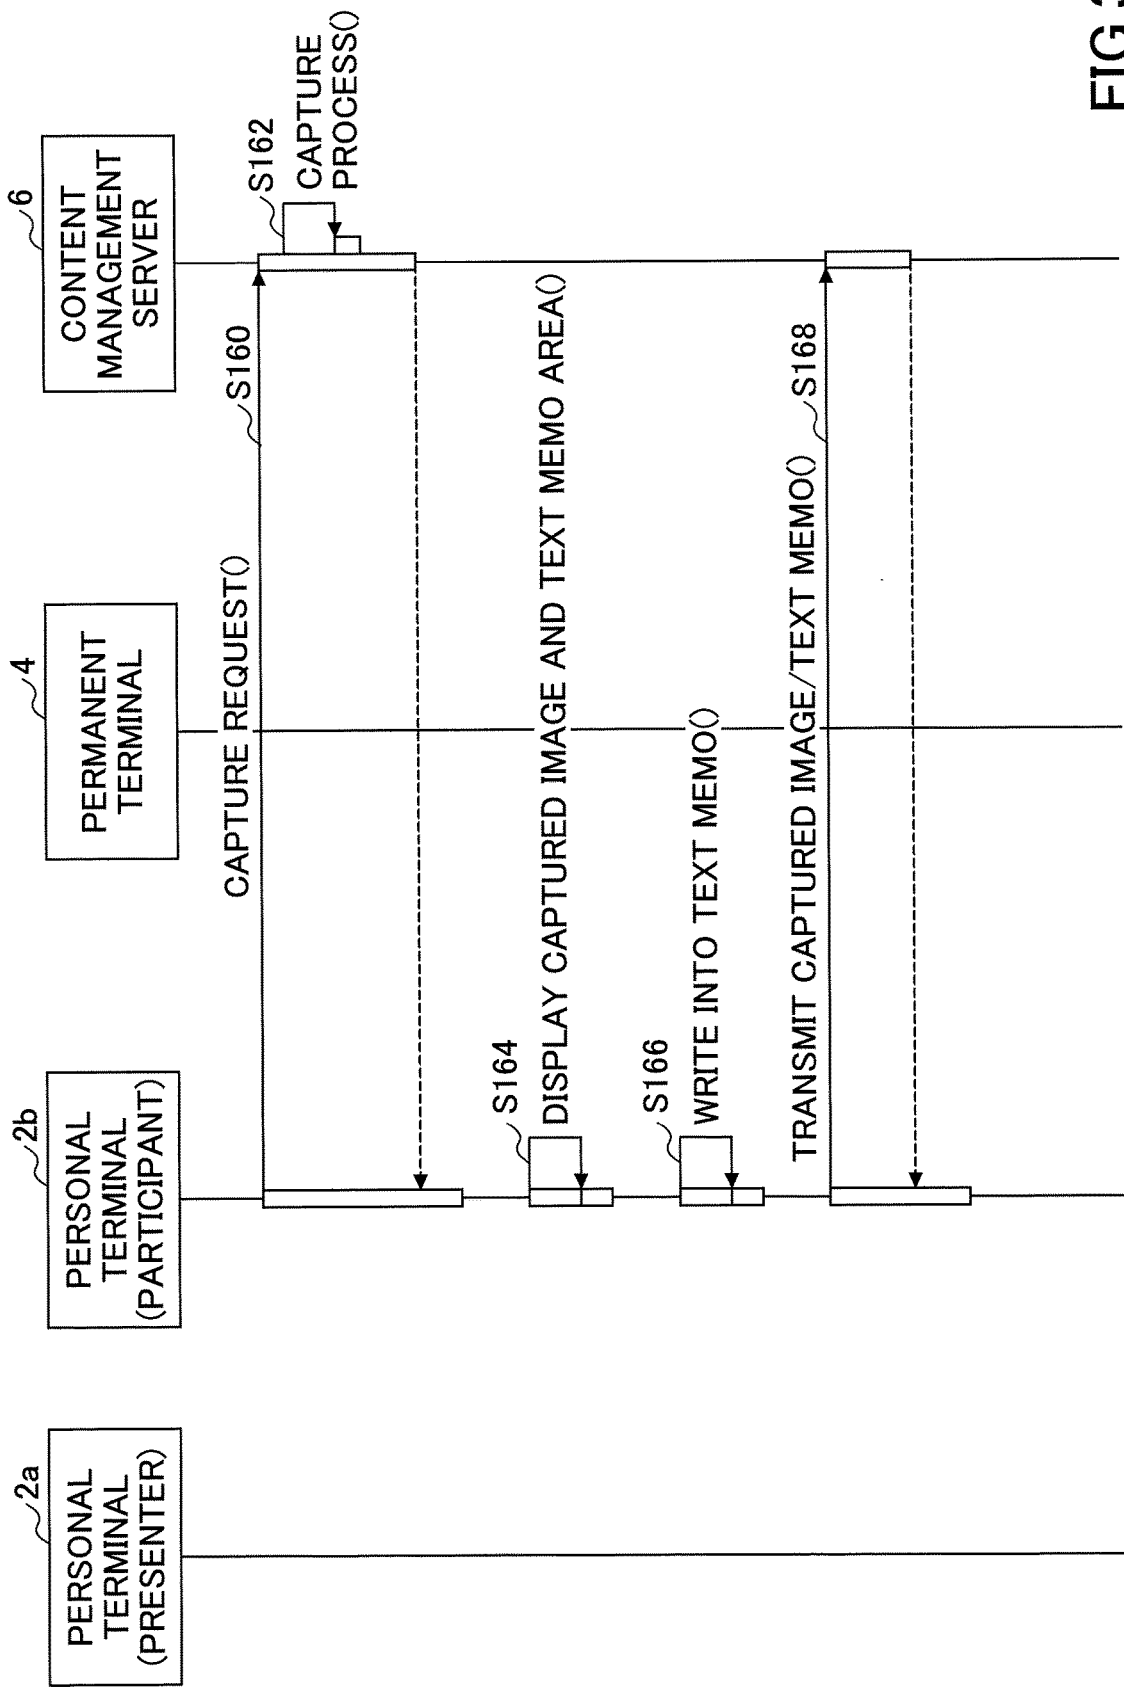 2a
PERSONAL
TERMINAL
(PRESENTER)
2b
PERSONAL
TERMINAL
(PARTICIPANT)
4
PERMANENT
TERMINAL
6
CONTENT
MANAGEMENT
SERVER
CAPTURE REQUEST()
S160
S162
CAPTURE
PROCESS()
S164
DISPLAY CAPTURED IMAGE AND TEXT MEMO AREA()
S166
WRITE INTO TEXT MEMO()
TRANSMIT CAPTURED IMAGE/TEXT MEMO()
S168
FIG